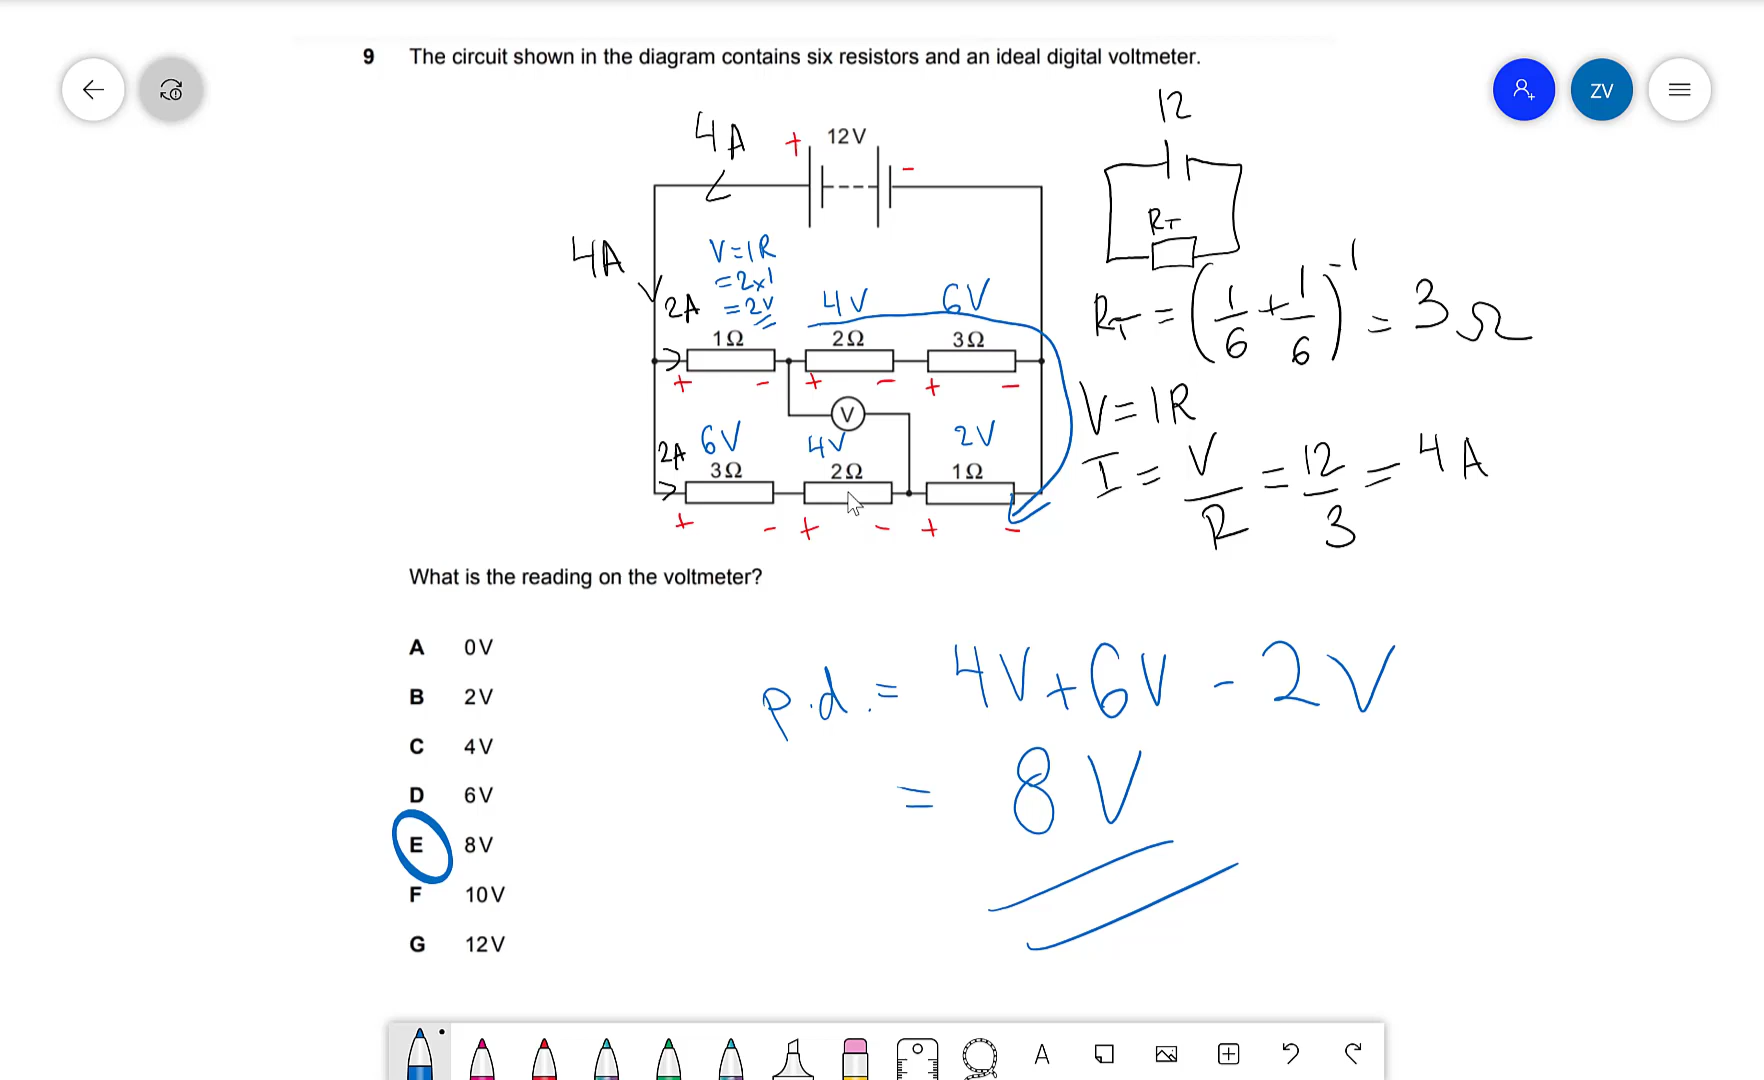 9 The circuit shown in the diagram contains six resistors and an ideal digital voltmeter.
ZV
12
4A + 12V -
RT
4A
V=IR
=2x1
=2V
2A
4V
6V
RT = (1/6 + 1/6)^-1 = 3Ω
1Ω 2Ω 3Ω
+ - + - + -
V=IR
V
6V 4V 2V
2A
3Ω 2Ω 1Ω
I = V/R = 12/3 = 4A
+ - + - + -
What is the reading on the voltmeter?
A 0V
B 2V
C 4V
D 6V
E 8V
F 10V
G 12V
p.d. = 4V+6V - 2V
= 8V
A